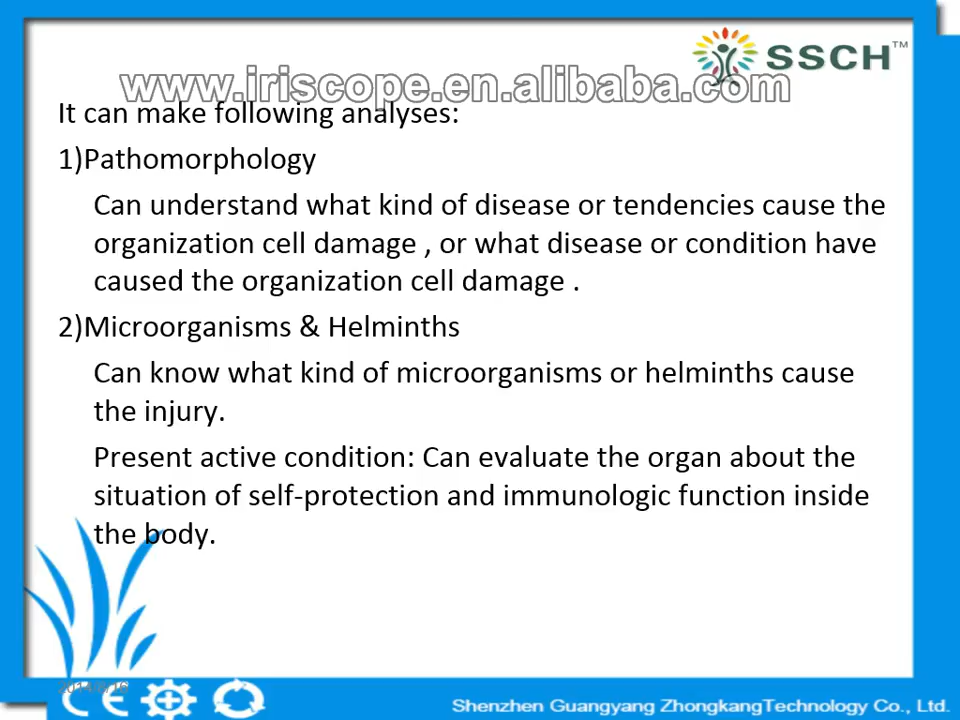 SSCH™
www.iriscope.en.alibaba.com
It can make following analyses:
1)Pathomorphology
Can understand what kind of disease or tendencies cause the
organization cell damage , or what disease or condition have
caused the organization cell damage .
2)Microorganisms & Helminths
Can know what kind of microorganisms or helminths cause
the injury.
Present active condition: Can evaluate the organ about the
situation of self-protection and immunologic function inside
the body.
CE
Shenzhen Guangyang ZhongkangTechnology Co., Ltd.